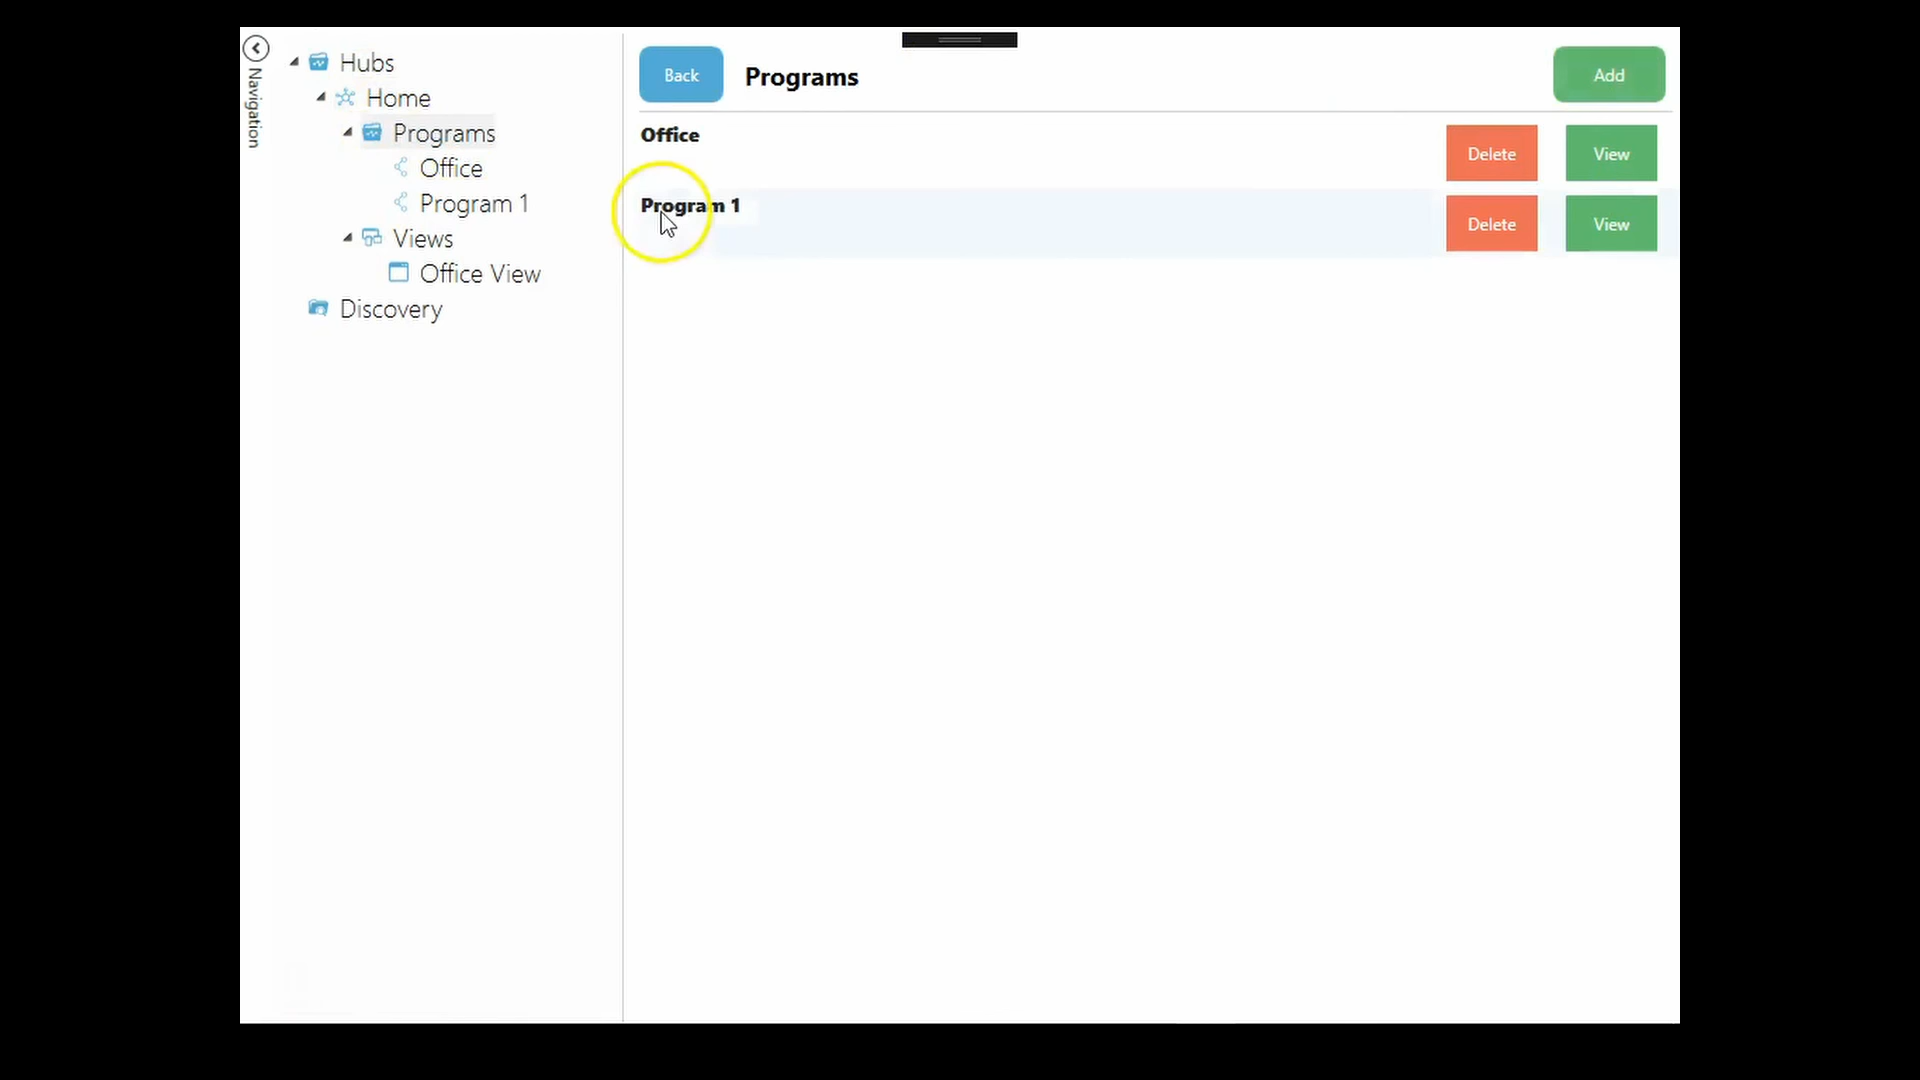 Navigation
Hubs
Home
Programs
Office
Program 1
Views
Office View
Discovery
Back
Programs
Add
Office
Delete
View
Program 1
Delete
View